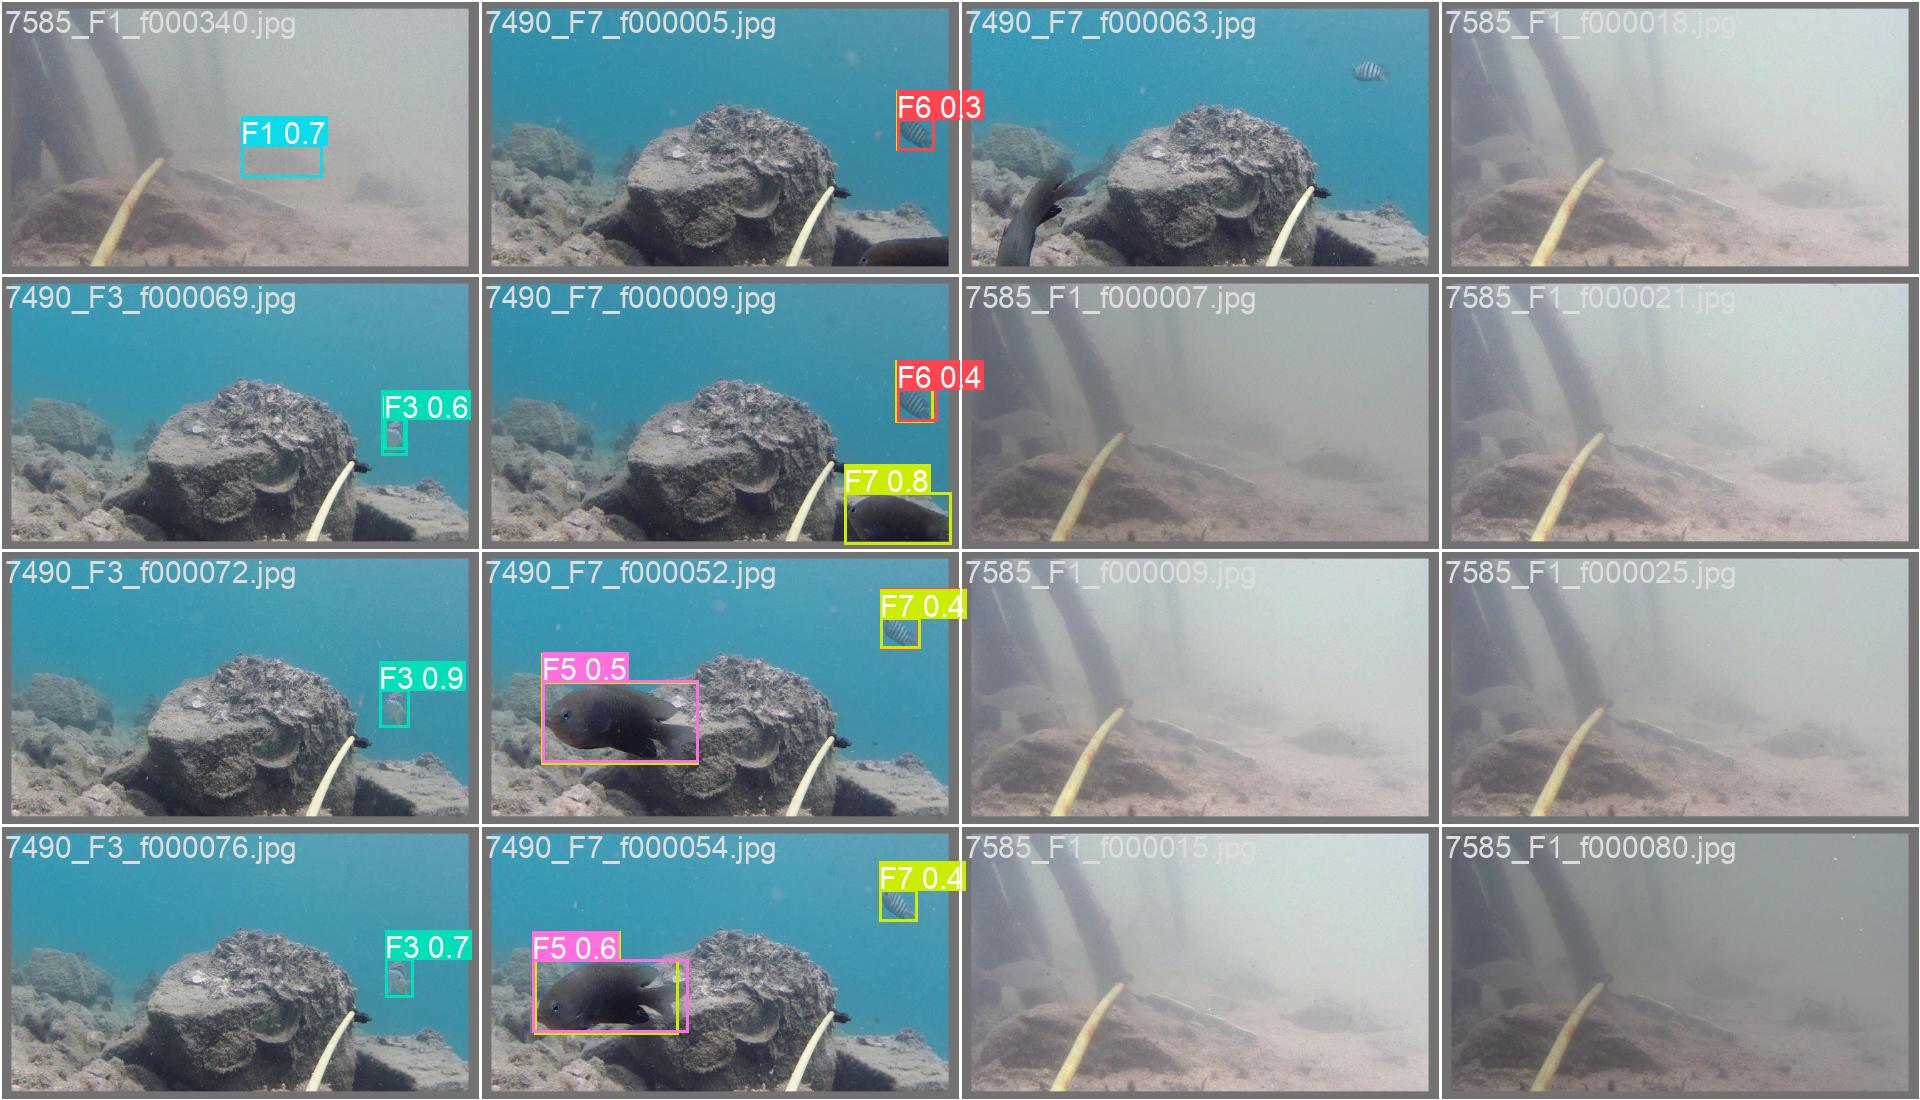 7585_F1_f000340.jpg
7490_F7_f000005.jpg
7490_F7_f000063.jpg
7585_F1_f000018.jpg
F1 0.7
F6 0.3
7490_F3_f000069.jpg
7490_F7_f000009.jpg
7585_F1_f000007.jpg
7585_F1_f000021.jpg
F3 0.6
F6 0.4
F7 0.8
7490_F3_f000072.jpg
7490_F7_f000052.jpg
7585_F1_f000009.jpg
7585_F1_f000025.jpg
F3 0.9
F7 0.4
F5 0.5
7490_F3_f000076.jpg
7490_F7_f000054.jpg
7585_F1_f000015.jpg
7585_F1_f000080.jpg
F3 0.7
F7 0.4
F5 0.6